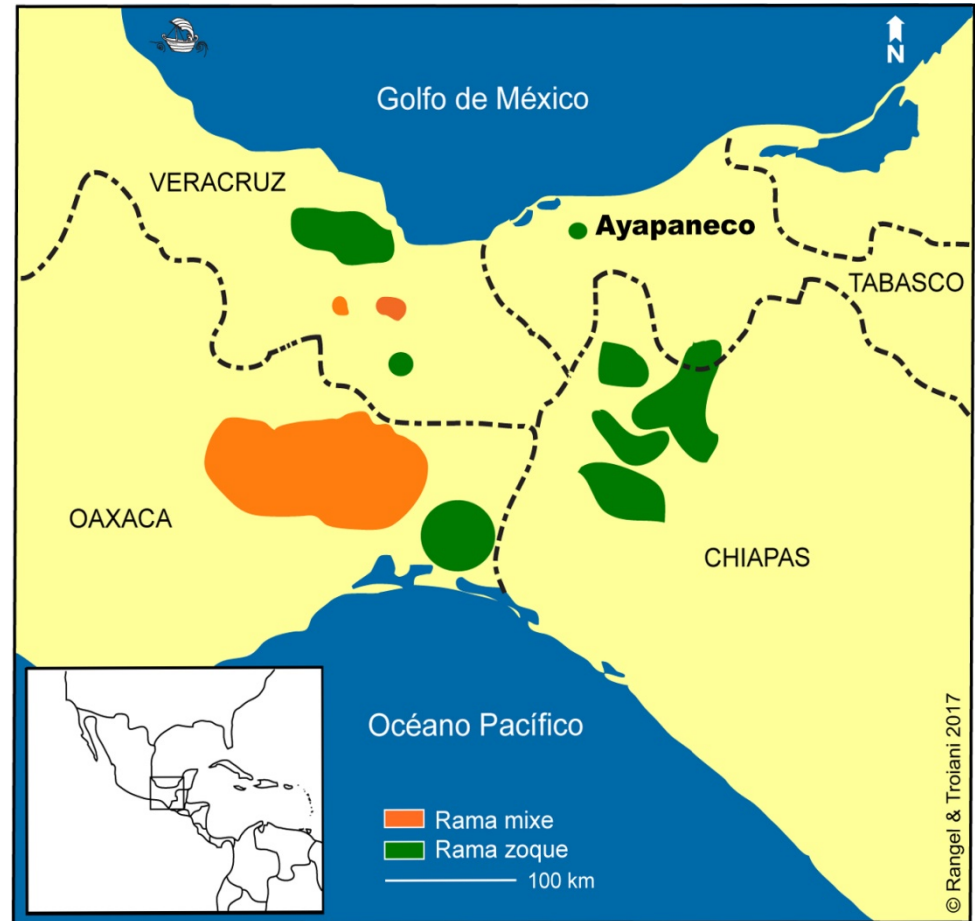 N
Golfo de México
VERACRUZ
Ayapaneco
TABASCO
OAXACA
CHIAPAS
Océano Pacífico
Rama mixe
Rama zoque
100 km
© Rangel & Troiani 2017